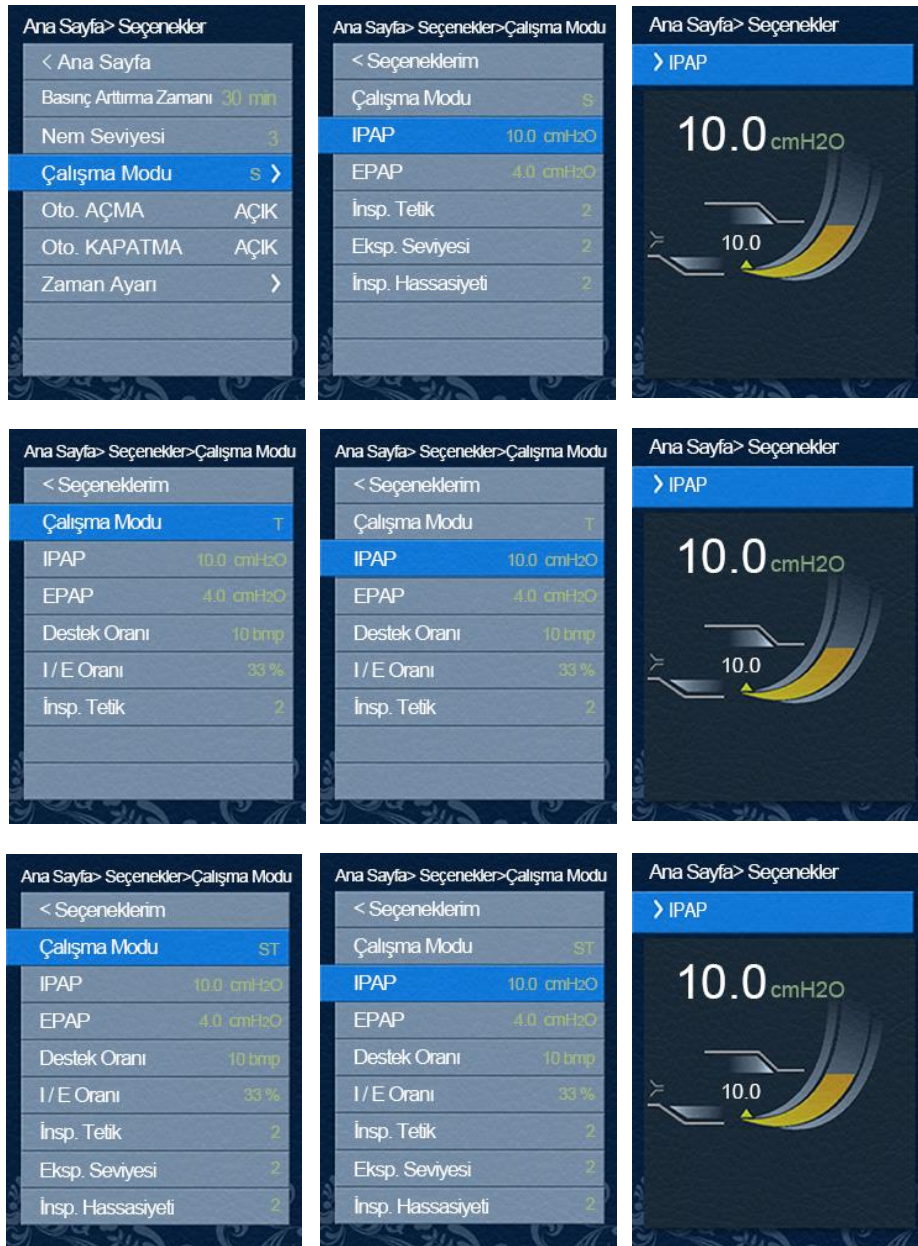 Ana Sayfa> Seçenekler
< Ana Sayfa
Basınç Arttırma Zamanı 30 min
Nem Seviyesi 3
Çalışma Modu S >
Oto. AÇMA AÇIK
Oto. KAPATMA AÇIK
Zaman Ayarı >
Ana Sayfa> Seçenekler>Çalışma Modu
< Seçeneklerim
Çalışma Modu S
IPAP 10.0 cmH2O
EPAP 4.0 cmH2O
İnsp. Tetik 2
Eksp. Seviyesi 2
İnsp. Hassasiyeti 2
Ana Sayfa> Seçenekler
> IPAP
10.0 cmH2O
10.0
Ana Sayfa> Seçenekler>Çalışma Modu
< Seçeneklerim
Çalışma Modu T
IPAP 10.0 cmH2O
EPAP 4.0 cmH2O
Destek Oranı 10 bmp
I / E Oranı 33 %
İnsp. Tetik 2
Ana Sayfa> Seçenekler>Çalışma Modu
< Seçeneklerim
Çalışma Modu T
IPAP 10.0 cmH2O
EPAP 4.0 cmH2O
Destek Oranı 10 bmp
I / E Oranı 33 %
İnsp. Tetik 2
Ana Sayfa> Seçenekler
> IPAP
10.0 cmH2O
10.0
Ana Sayfa> Seçenekler>Çalışma Modu
< Seçeneklerim
Çalışma Modu ST
IPAP 10.0 cmH2O
EPAP 4.0 cmH2O
Destek Oranı 10 bmp
I / E Oranı 33 %
İnsp. Tetik 2
Eksp. Seviyesi 2
İnsp. Hassasiyeti 2
Ana Sayfa> Seçenekler>Çalışma Modu
< Seçeneklerim
Çalışma Modu ST
IPAP 10.0 cmH2O
EPAP 4.0 cmH2O
Destek Oranı 10 bmp
I / E Oranı 33 %
İnsp. Tetik 2
Eksp. Seviyesi 2
İnsp. Hassasiyeti 2
Ana Sayfa> Seçenekler
> IPAP
10.0 cmH2O
10.0